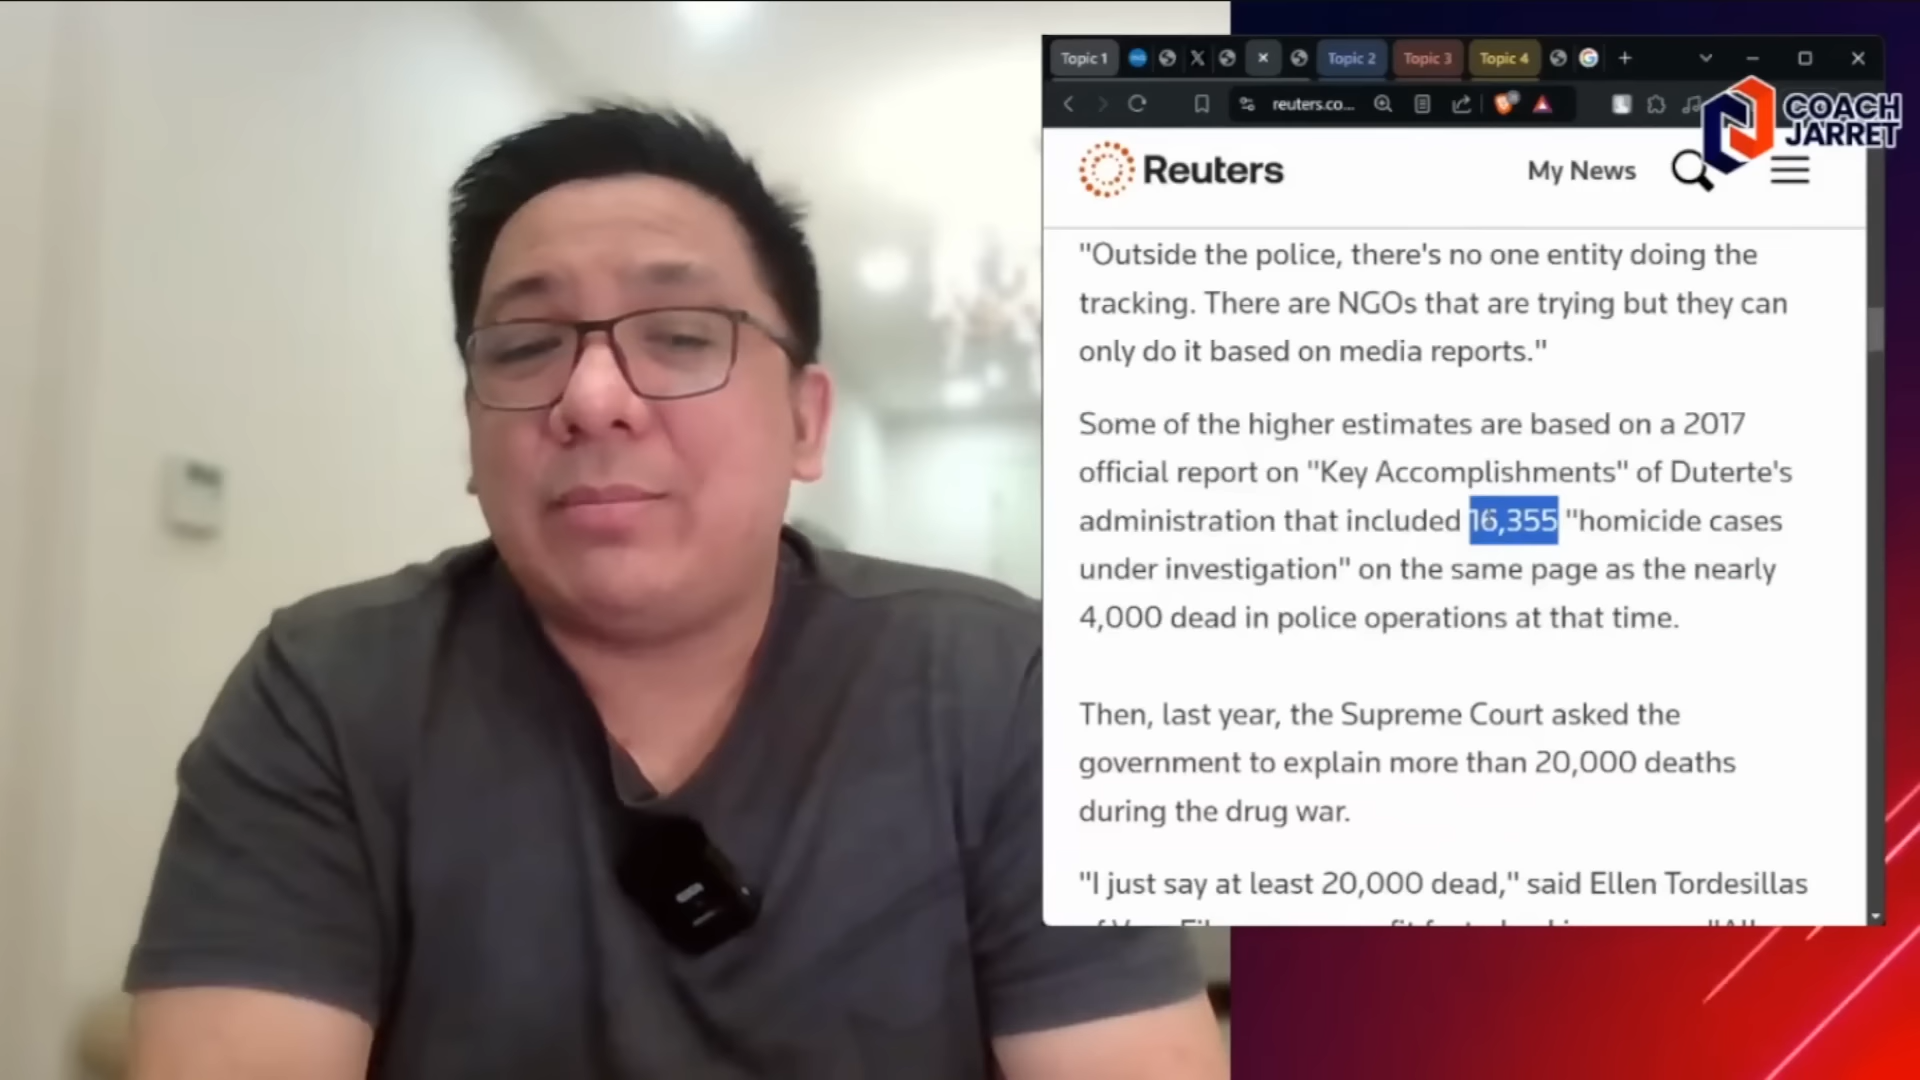 Topic 1
Topic 2
Topic 3
Topic 4
reuters.co...
COACH
JARRET
Reuters
My News
"Outside the police, there's no one entity doing the
tracking. There are NGOs that are trying but they can
only do it based on media reports."
Some of the higher estimates are based on a 2017
official report on "Key Accomplishments" of Duterte's
administration that included 16,355 "homicide cases
under investigation" on the same page as the nearly
4,000 dead in police operations at that time.
Then, last year, the Supreme Court asked the
government to explain more than 20,000 deaths
during the drug war.
"I just say at least 20,000 dead," said Ellen Tordesillas